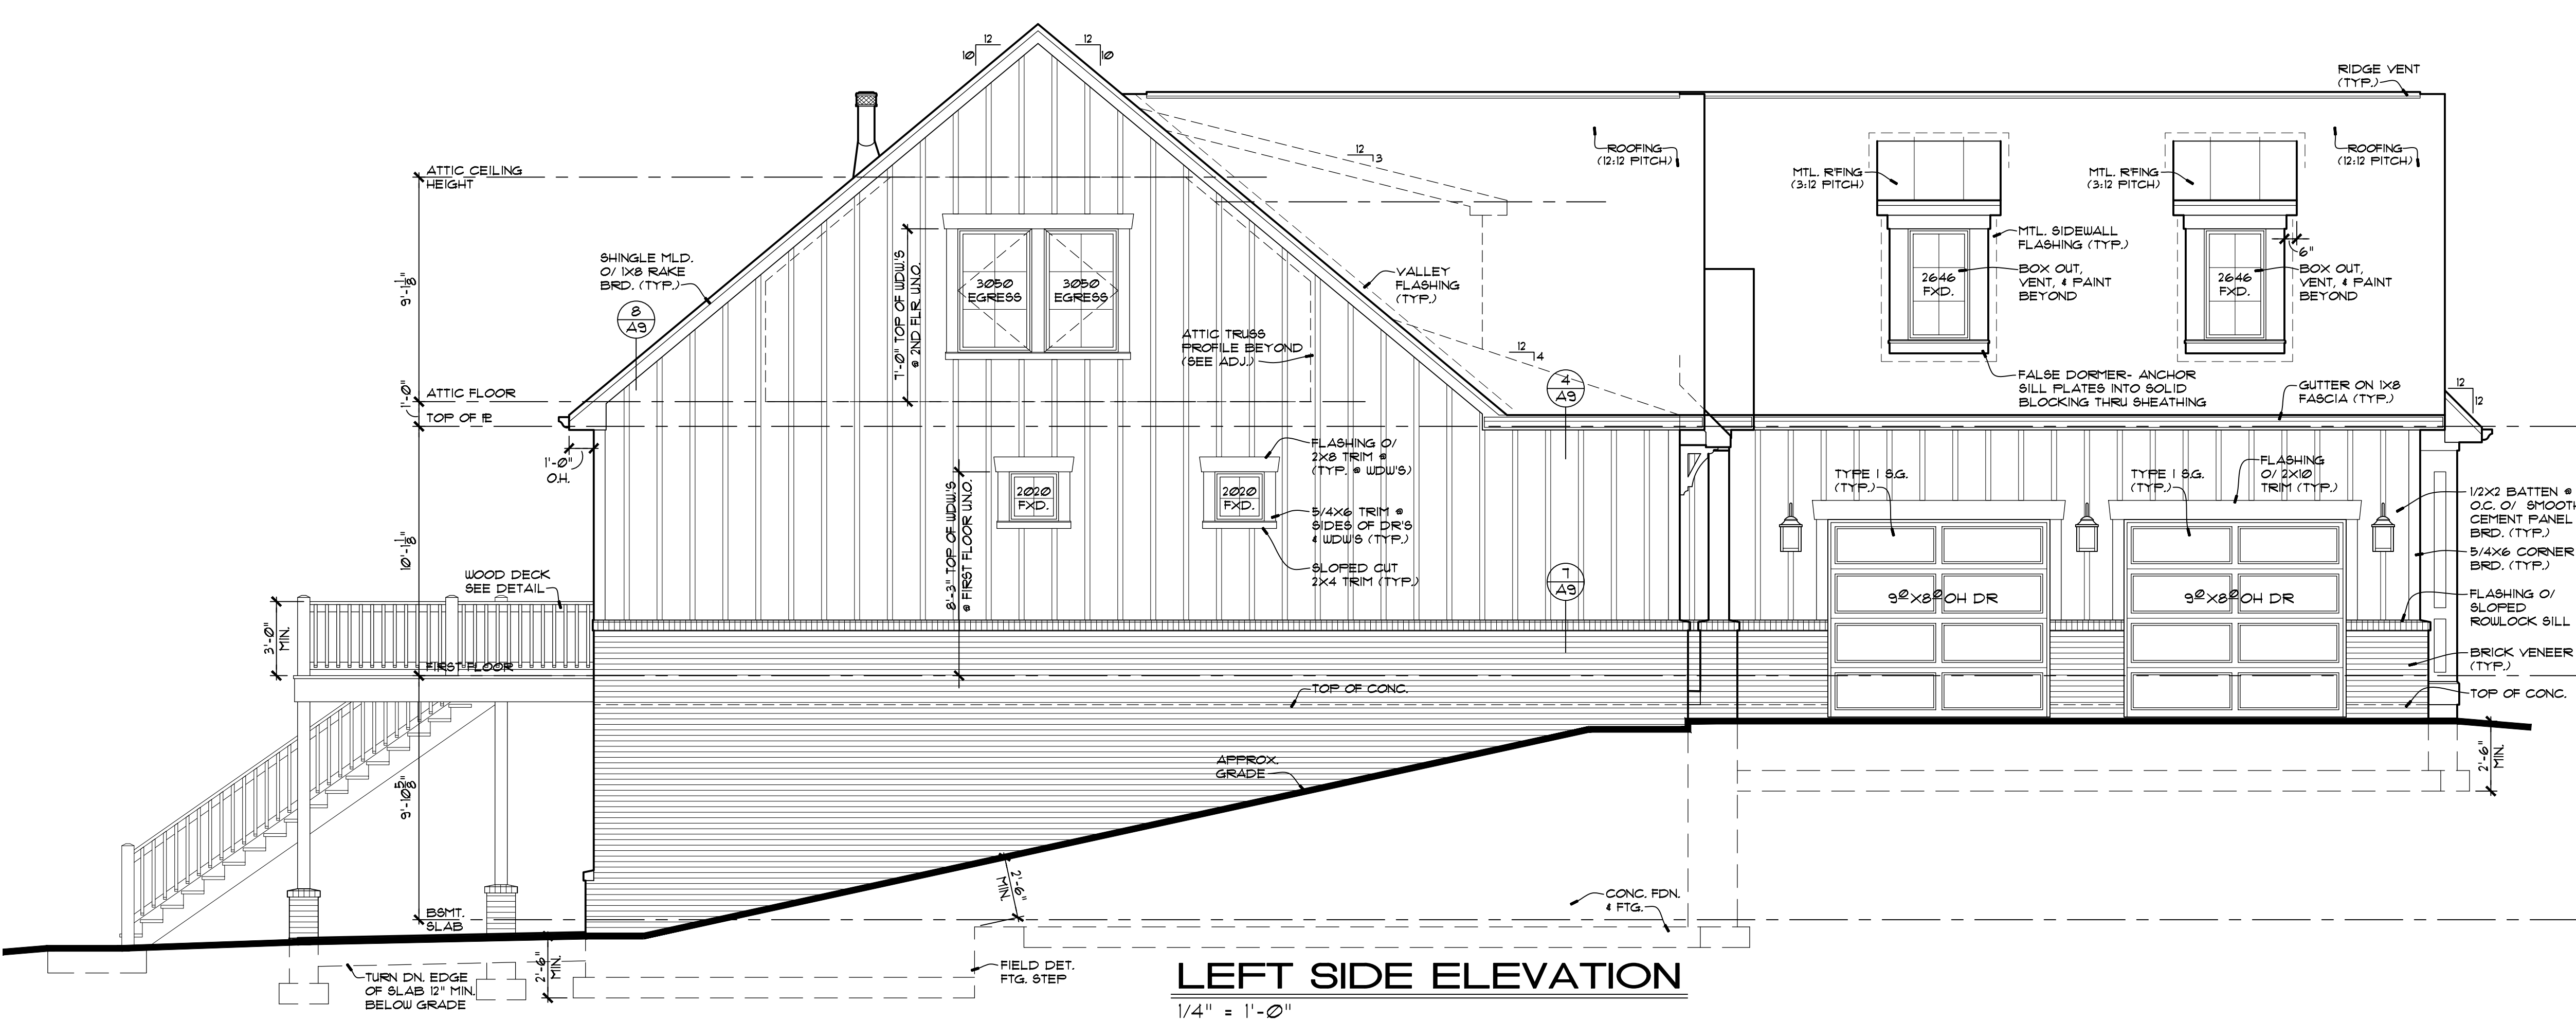 12
10
12
10
RIDGE VENT
(TYP.)
ROOFING
(12:12 PITCH)
12
3
ROOFING
(12:12 PITCH)
ATTIC CEILING
HEIGHT
MTL. R'FING
(3:12 PITCH)
MTL. R'FING
(3:12 PITCH)
SHINGLE MLD.
O/ 1X8 RAKE
BRD. (TYP.)
8
A9
9'-1 1/8"
7'-0" TOP OF WDW.'S
@ 2ND FLR U.N.O.
3050
EGRESS
3050
EGRESS
VALLEY
FLASHING
(TYP.)
ATTIC TRUSS
PROFILE BEYOND
(SEE ADJ.)
MTL. SIDEWALL
FLASHING (TYP.)
BOX OUT,
VENT, & PAINT
BEYOND
2646
FXD.
2646
FXD.
6"
BOX OUT,
VENT, & PAINT
BEYOND
12
4
FALSE DORMER- ANCHOR
SILL PLATES INTO SOLID
BLOCKING THRU SHEATHING
GUTTER ON 1X8
FASCIA (TYP.)
12
12
4
A9
ATTIC FLOOR
1'-0"
TOP OF PL
1'-0"
O.H.
FLASHING O/
2X8 TRIM @
(TYP. @ WDW'S)
2020
FXD.
2020
FXD.
8'-3" TOP OF WDW.'S
@ FIRST FLOOR U.N.O.
5/4X6 TRIM @
SIDES OF DR'S
& WDW'S (TYP.)
SLOPED CUT
2X4 TRIM (TYP.)
TYPE I S.G.
(TYP.)
TYPE I S.G.
(TYP.)
FLASHING
O/ 2X10
TRIM (TYP.)
1/2X2 BATTEN @
O.C. O/ SMOOTH
CEMENT PANEL
BRD. (TYP.)
5/4X6 CORNER
BRD. (TYP.)
10'-1 1/8"
WOOD DECK
SEE DETAIL
7
A9
9⁰X8⁰ OH DR
9⁰X8⁰ OH DR
FLASHING O/
SLOPED
ROWLOCK SILL
3'-0"
MIN.
FIRST FLOOR
BRICK VENEER
(TYP.)
TOP OF CONC.
TOP OF CONC.
APPROX.
GRADE
2'-6"
MIN.
9'-10 5/8"
2'-6"
MIN.
CONC. FDN.
& FTG.
BSMT.
SLAB
2'-6"
MIN.
TURN DN. EDGE
OF SLAB 12" MIN.
BELOW GRADE
FIELD DET.
FTG. STEP
LEFT SIDE ELEVATION
1/4" = 1'-0"